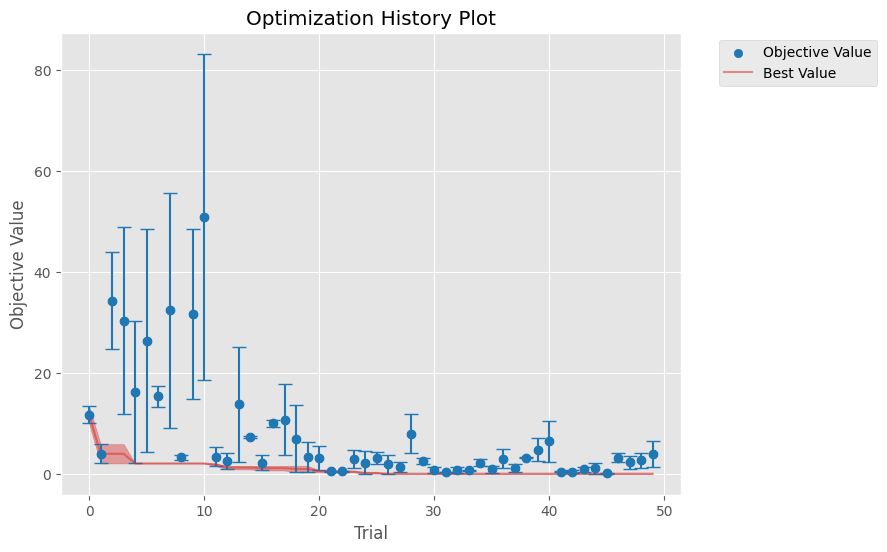 Optimization History Plot
Objective Value
Best Value
80
60
40
20
0
Objective Value
0 10 20 30 40 50
Trial